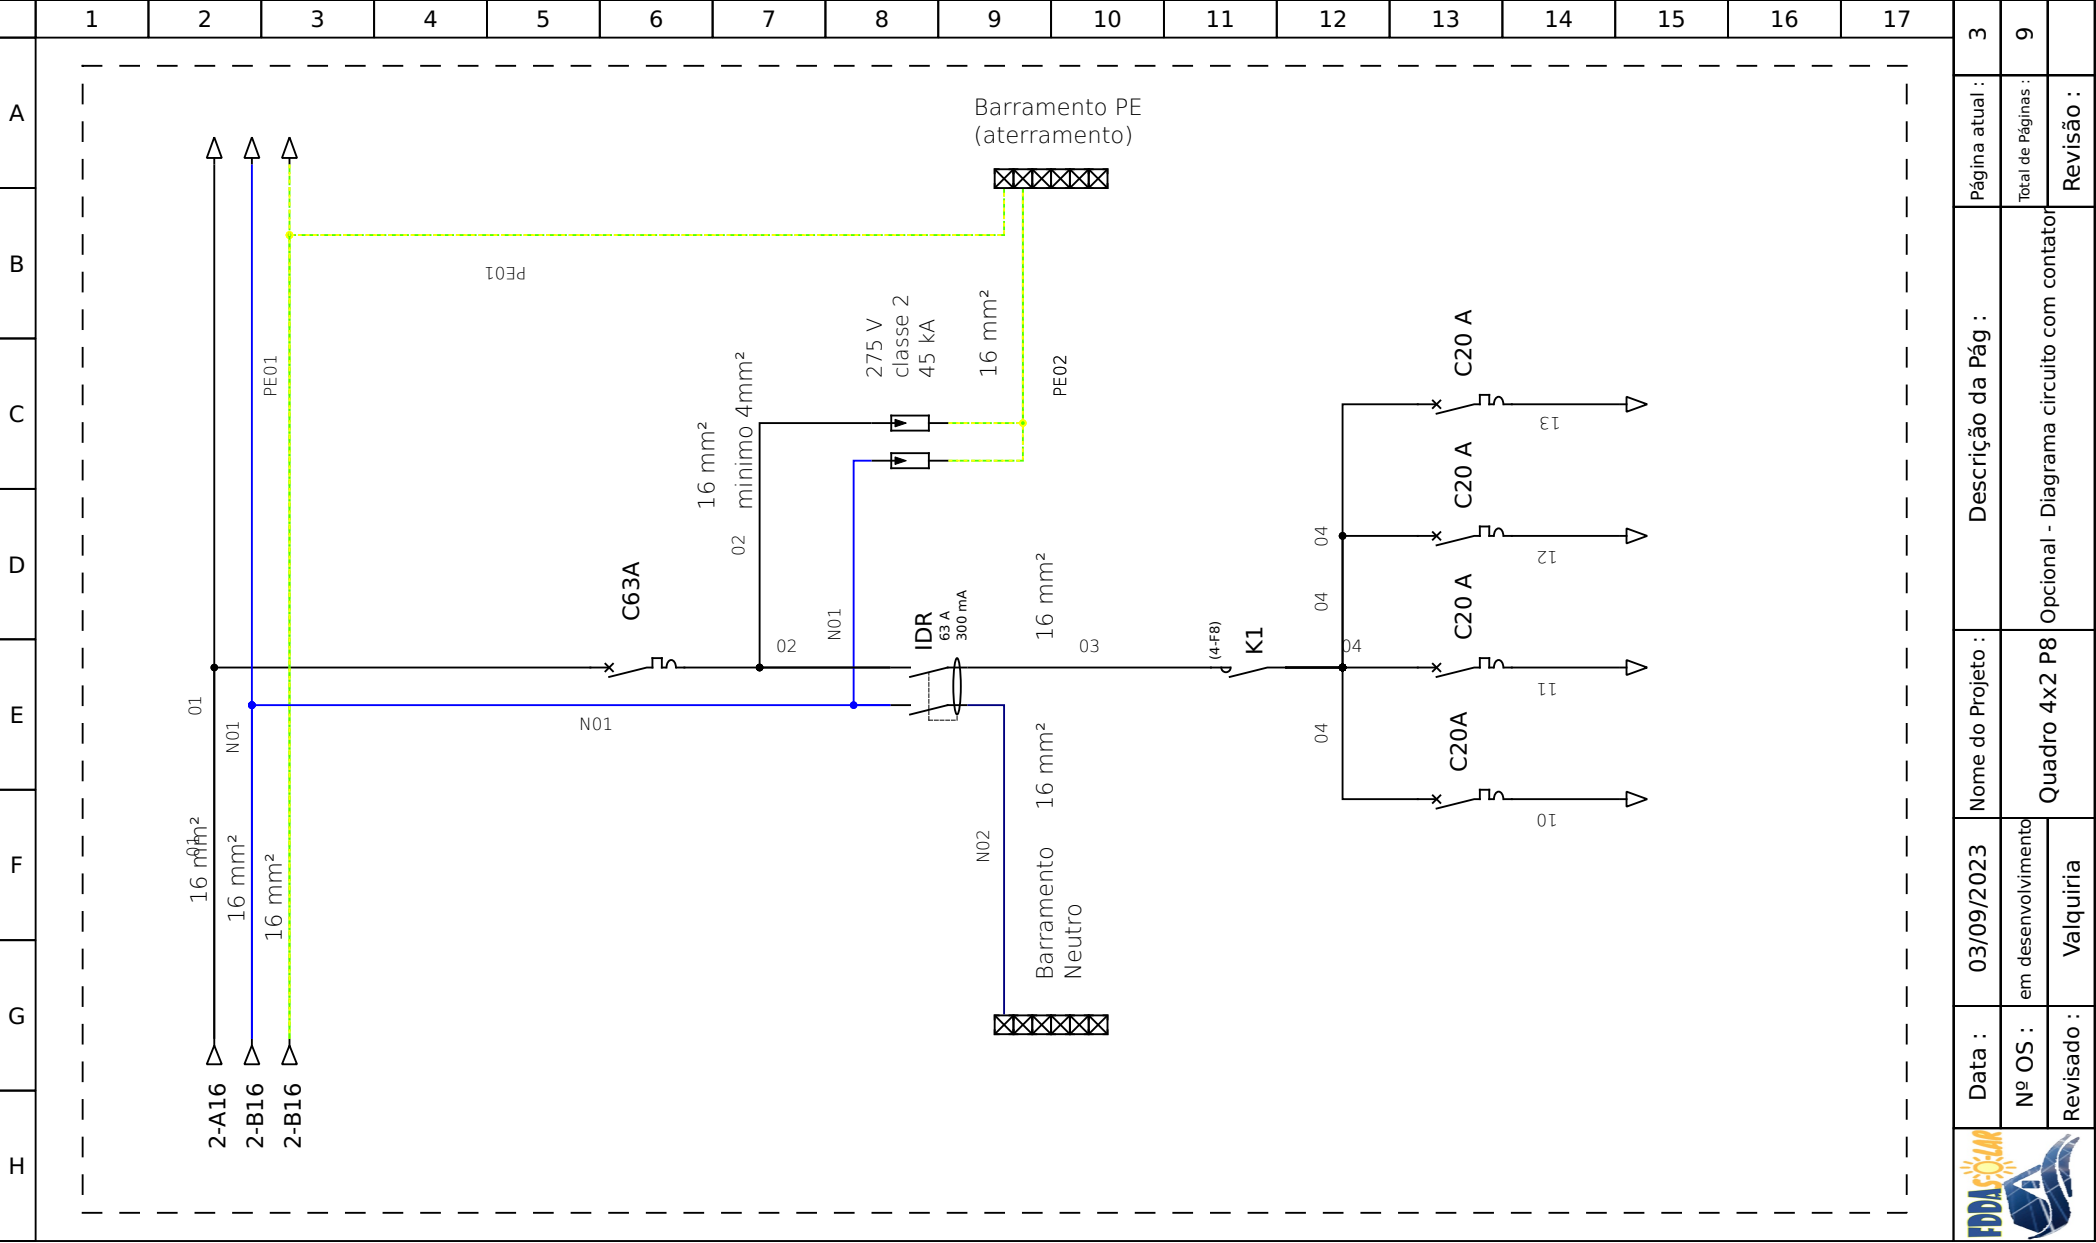 1 2 3 4 5 6 7 8 9 10 11 12 13 14 15 16 17
A
B
C
D
E
F
G
H
Barramento PE
(aterramento)
PE01
PE01
275 V
classe 2
45 kA
16 mm²
PE02
16 mm²
minimo 4mm²
02
C63A
02
N01
IDR
63 A
300 mA
16 mm²
03
(4-F8)
K1
04
04
04
04
C20 A
13
C20 A
12
C20 A
11
C20A
10
01
N01
N01
01
16 mm²
16 mm²
16 mm²
16 mm²
N02
Barramento
Neutro
2-A16
2-B16
2-B16
Página atual :
3
Total de Páginas :
9
Revisão :
Descrição da Pág :
Opcional - Diagrama circuito com contator
Nome do Projeto :
Quadro 4x2 P8
Data :
03/09/2023
Nº OS :
em desenvolvimento
Revisado :
Valquiria
FDDA SOLAR